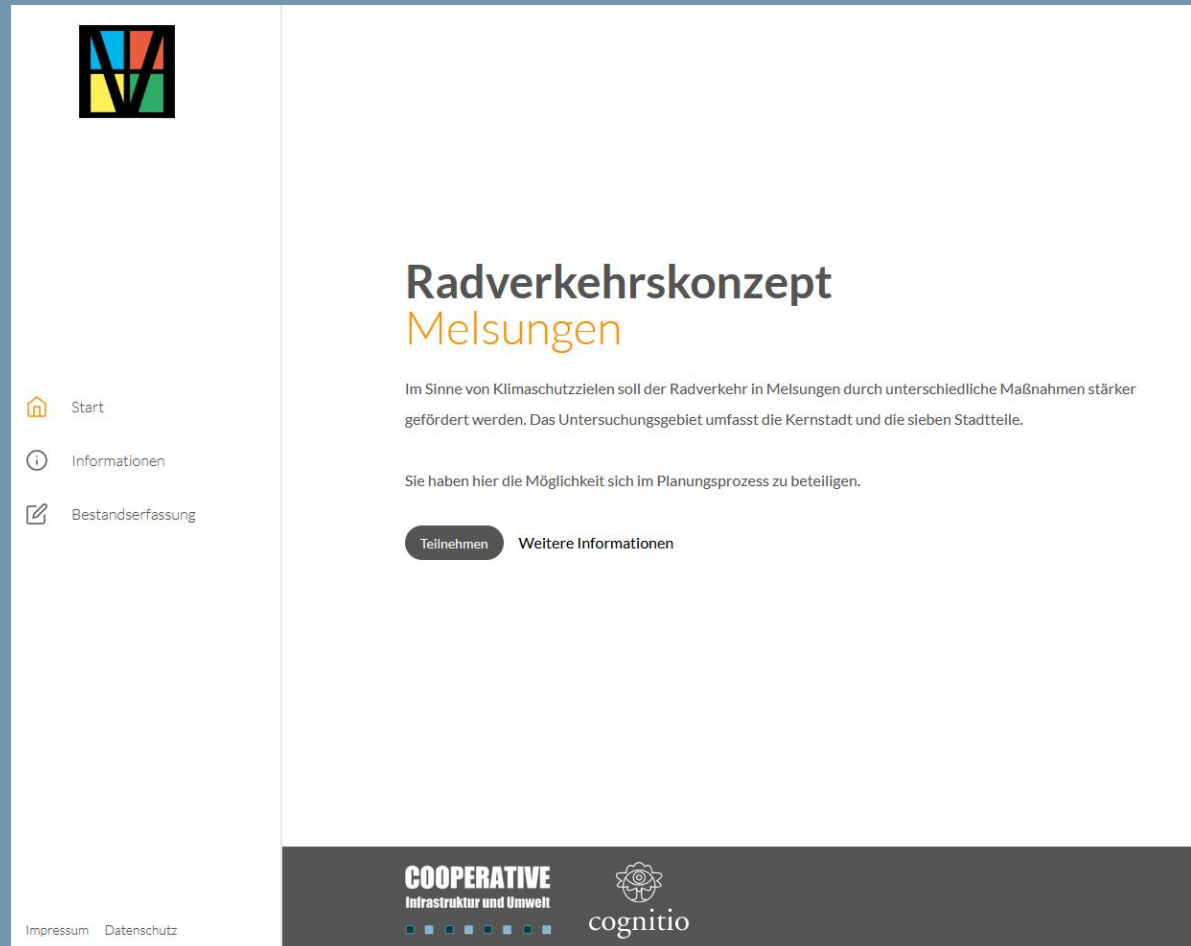 Start
Informationen
Bestandserfassung
Impressum Datenschutz
Radverkehrskonzept
Melsungen
Im Sinne von Klimaschutzzielen soll der Radverkehr in Melsungen durch unterschiedliche Maßnahmen stärker
gefördert werden. Das Untersuchungsgebiet umfasst die Kernstadt und die sieben Stadtteile.
Sie haben hier die Möglichkeit sich im Planungsprozess zu beteiligen.
Teilnehmen Weitere Informationen
COOPERATIVE
Infrastruktur und Umwelt
cognitio